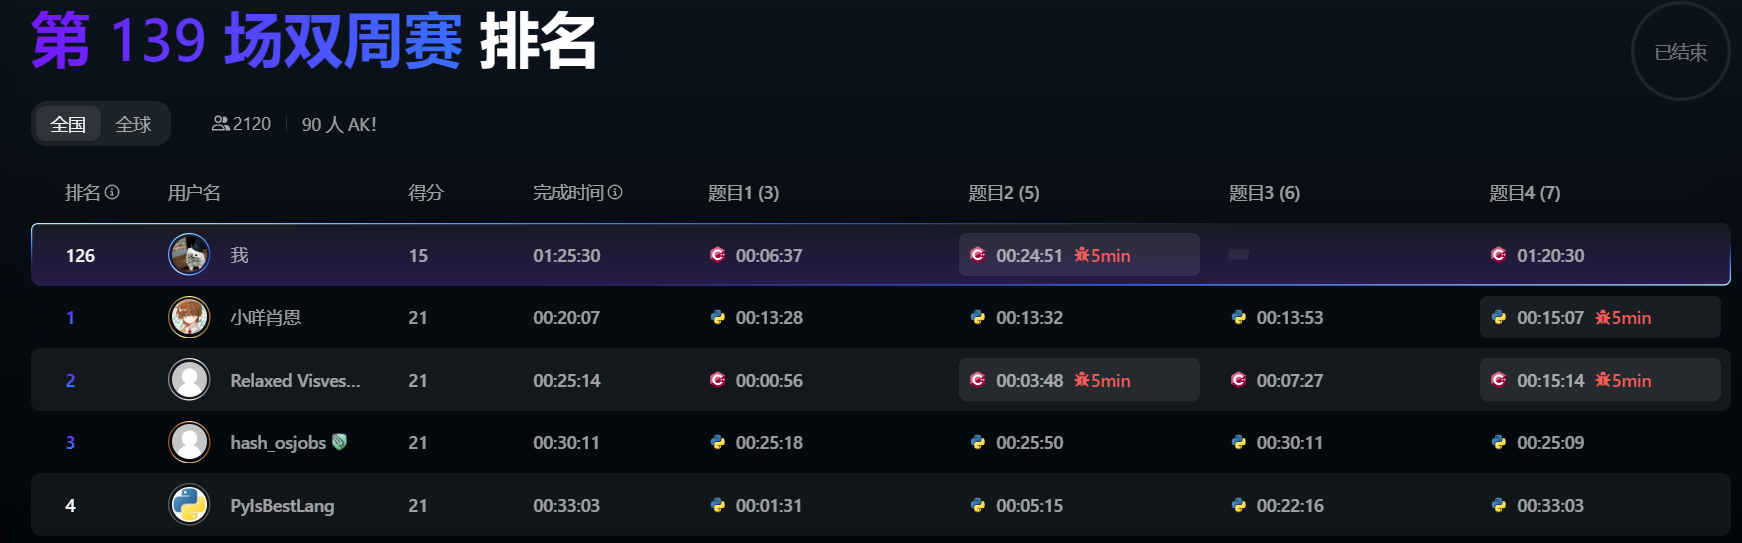 第 139 场双周赛 排名
已结束
全国 全球 2120 90 人 AK!
排名 用户名 得分 完成时间 题目1 (3) 题目2 (5) 题目3 (6) 题目4 (7)
126 我 15 01:25:30 00:06:37 00:24:51 5min 01:20:30
1 小咩肖恩 21 00:20:07 00:13:28 00:13:32 00:13:53 00:15:07 5min
2 Relaxed Visves... 21 00:25:14 00:00:56 00:03:48 5min 00:07:27 00:15:14 5min
3 hash_osjobs 21 00:30:11 00:25:18 00:25:50 00:30:11 00:25:09
4 PyIsBestLang 21 00:33:03 00:01:31 00:05:15 00:22:16 00:33:03